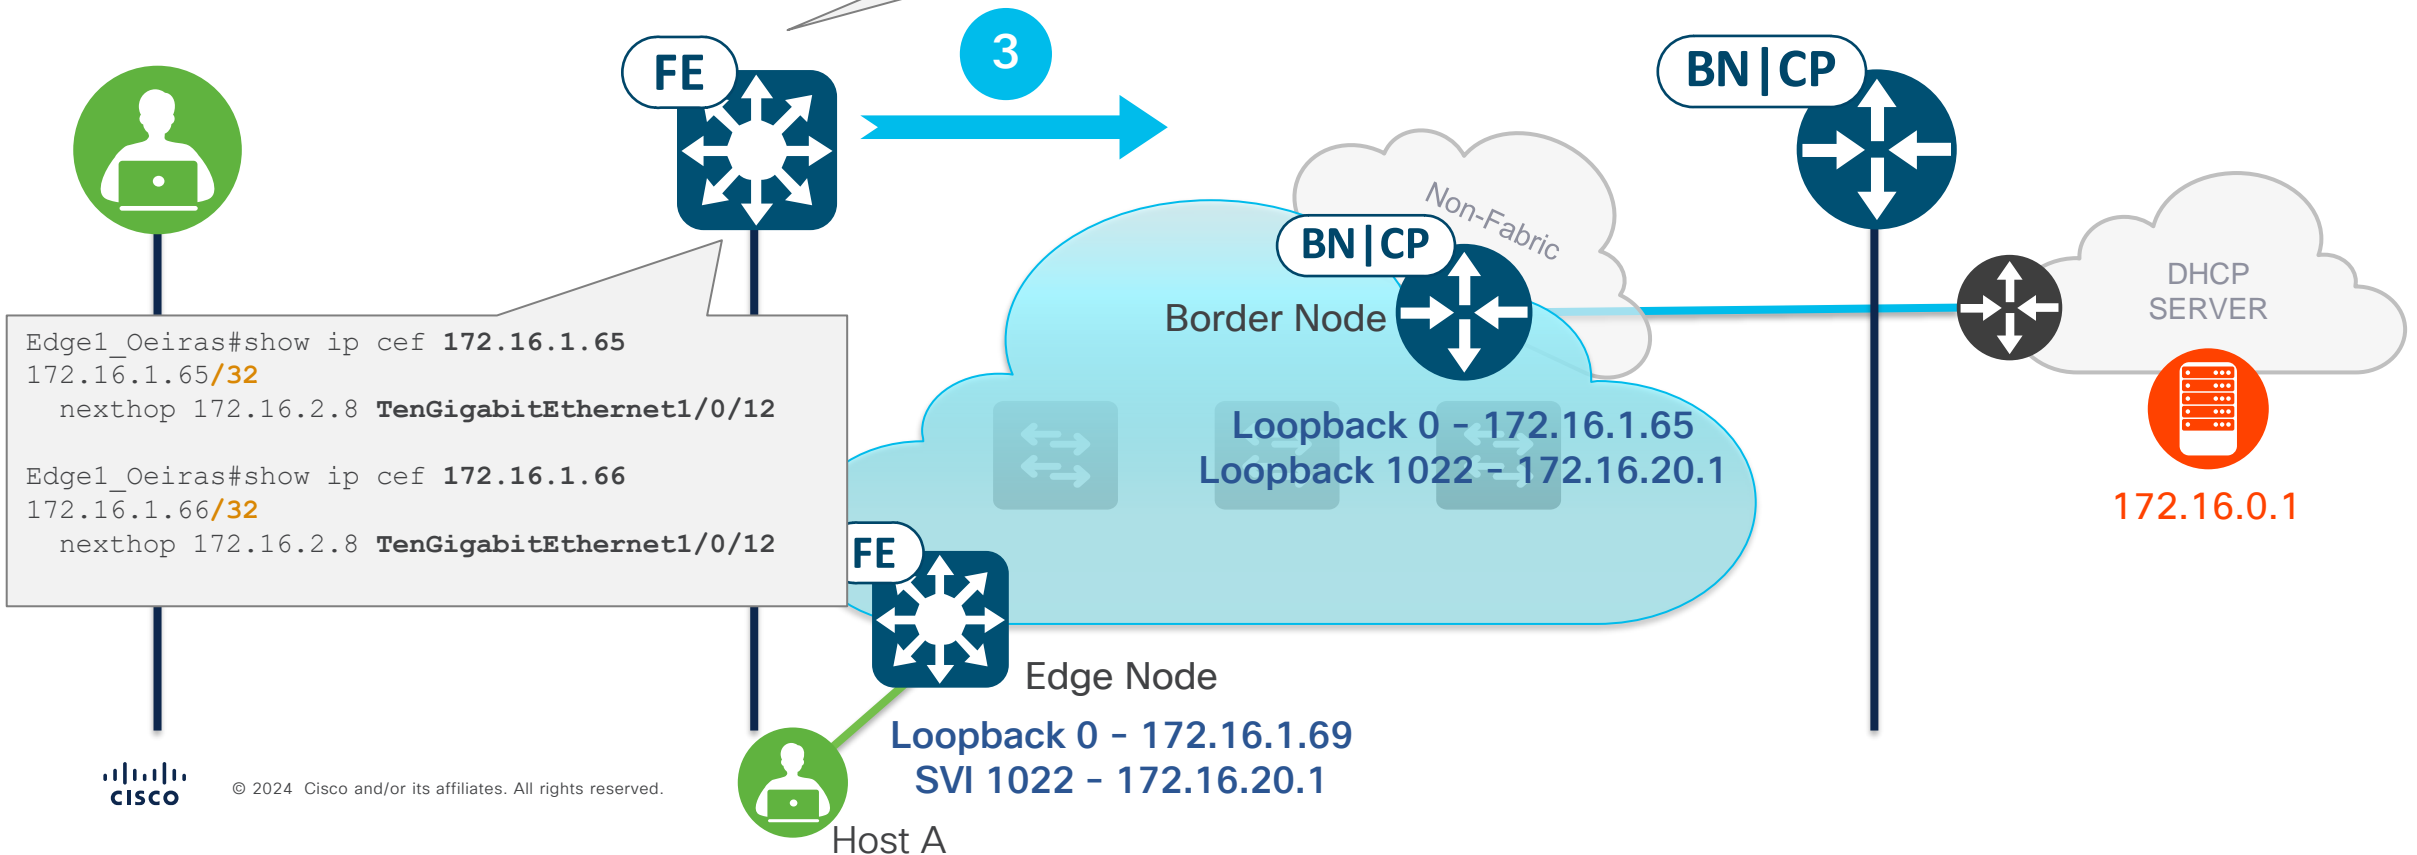 FE
3
BN|CP
Non-Fabric
BN|CP
Border Node
DHCP
SERVER
Edge1_Oeiras#show ip cef 172.16.1.65
172.16.1.65/32
  nexthop 172.16.2.8 TenGigabitEthernet1/0/12
Edge1_Oeiras#show ip cef 172.16.1.66
172.16.1.66/32
  nexthop 172.16.2.8 TenGigabitEthernet1/0/12
Loopback 0 – 172.16.1.65
Loopback 1022 – 172.16.20.1
172.16.0.1
FE
Edge Node
Loopback 0 – 172.16.1.69
SVI 1022 – 172.16.20.1
Host A
CISCO
© 2024 Cisco and/or its affiliates. All rights reserved.